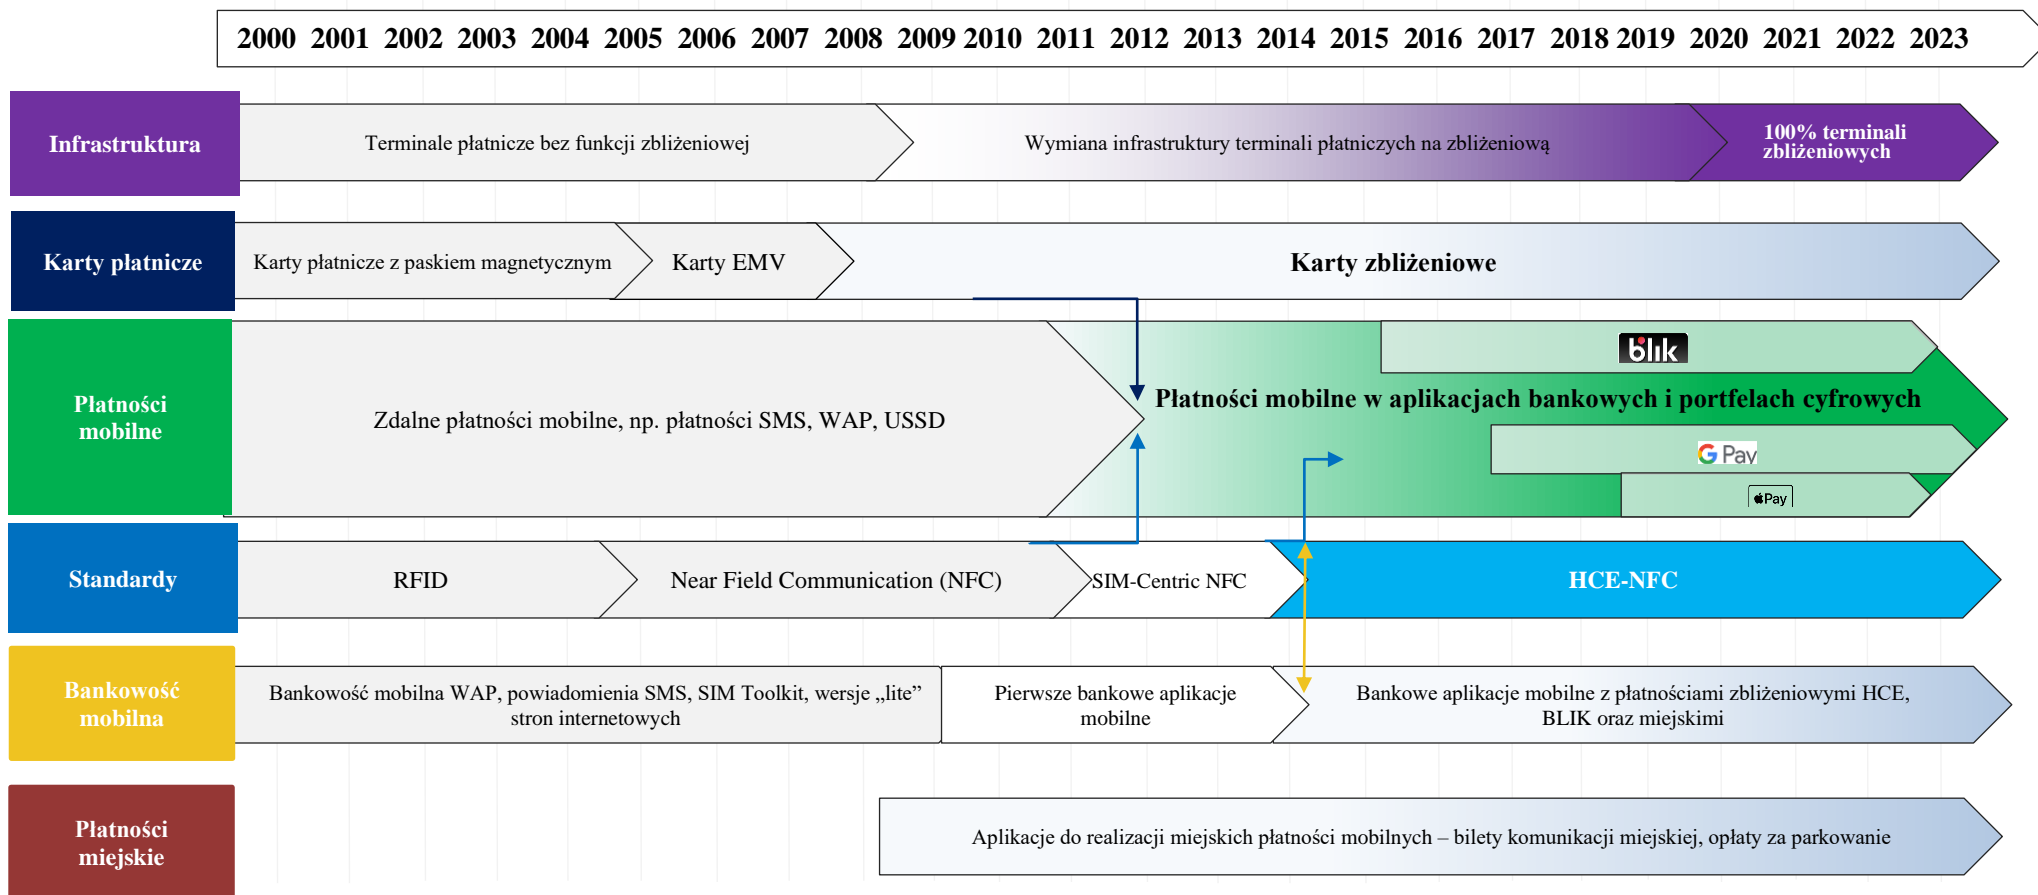 2000 2001 2002 2003 2004 2005 2006 2007 2008 2009 2010 2011 2012 2013 2014 2015 2016 2017 2018 2019 2020 2021 2022 2023
Infrastruktura
Terminale płatnicze bez funkcji zbliżeniowej
Wymiana infrastruktury terminali płatniczych na zbliżeniową
100% terminali
zbliżeniowych
Karty płatnicze
Karty płatnicze z paskiem magnetycznym
Karty EMV
Karty zbliżeniowe
Płatności
mobilne
Zdalne płatności mobilne, np. płatności SMS, WAP, USSD
blik
Płatności mobilne w aplikacjach bankowych i portfelach cyfrowych
G Pay
Pay
Standardy
RFID
Near Field Communication (NFC)
SIM-Centric NFC
HCE-NFC
Bankowość
mobilna
Bankowość mobilna WAP, powiadomienia SMS, SIM Toolkit, wersje „lite”
stron internetowych
Pierwsze bankowe aplikacje
mobilne
Bankowe aplikacje mobilne z płatnościami zbliżeniowymi HCE,
BLIK oraz miejskimi
Płatności
miejskie
Aplikacje do realizacji miejskich płatności mobilnych – bilety komunikacji miejskiej, opłaty za parkowanie